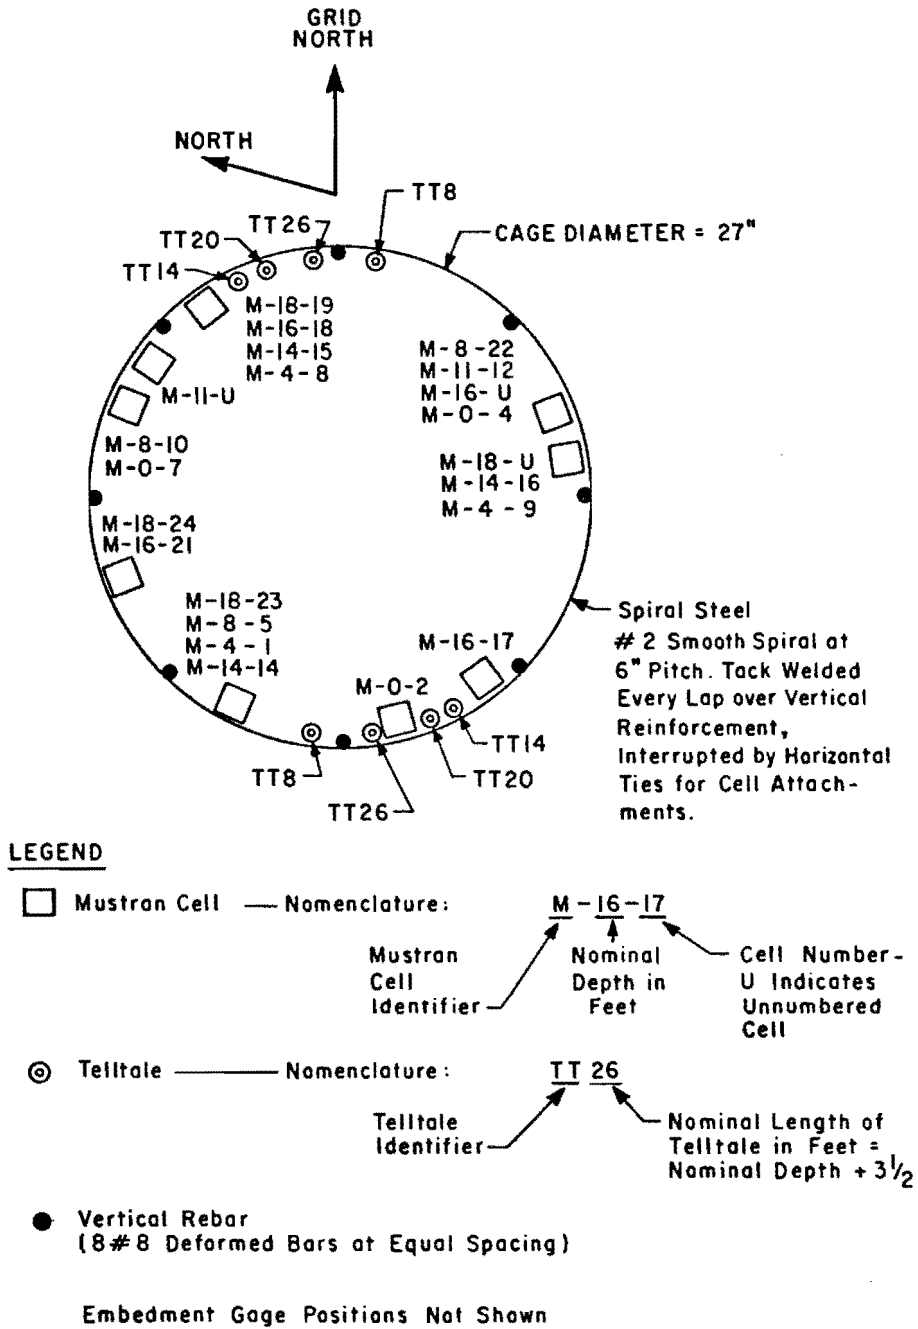 GRID
NORTH
NORTH
TT8
TT26
TT20
TT14
CAGE DIAMETER = 27"
M-18-19
M-16-18
M-14-15
M-4-8
M-8-22
M-11-12
M-16-U
M-0-4
M-11-U
M-8-10
M-0-7
M-18-U
M-14-16
M-4-9
M-18-24
M-16-21
M-18-23
M-8-5
M-4-1
M-14-14
M-16-17
M-0-2
Spiral Steel
# 2 Smooth Spiral at
6" Pitch. Tack Welded
Every Lap over Vertical
Reinforcement,
Interrupted by Horizontal
Ties for Cell Attach-
ments.
TT14
TT8
TT20
TT26
LEGEND
Mustran Cell — Nomenclature: M-16-17
Mustran
Cell
Identifier
Nominal
Depth in
Feet
Cell Number-
U Indicates
Unnumbered
Cell
Telltale — Nomenclature: TT 26
Telltale
Identifier
Nominal Length of
Telltale in Feet =
Nominal Depth + 3 1/2
Vertical Rebar
(8#8 Deformed Bars at Equal Spacing)
Embedment Gage Positions Not Shown